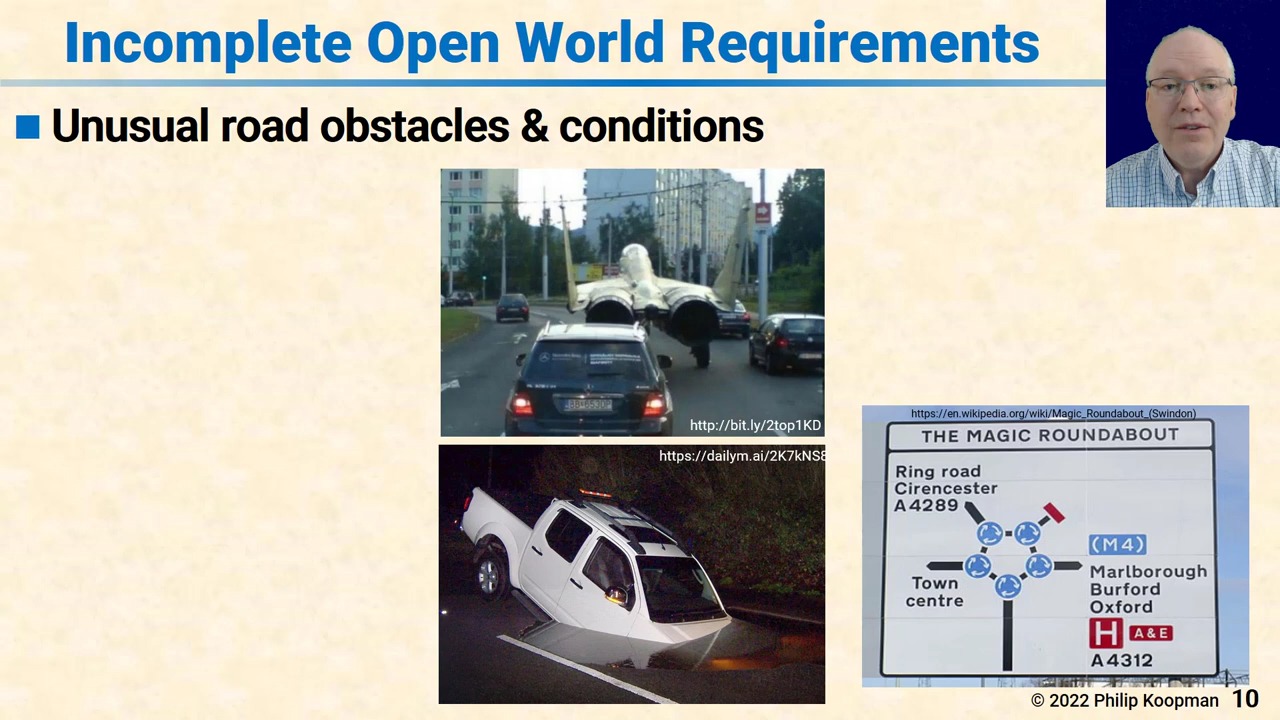 Incomplete Open World Requirements
Unusual road obstacles & conditions
http://bit.ly/2top1KD
https://dailym.ai/2K7kNS8
https://en.wikipedia.org/wiki/Magic_Roundabout_(Swindon)
THE MAGIC ROUNDABOUT
Ring road
Cirencester
A4289
(M4)
Town
centre
Marlborough
Burford
Oxford
H A&E
A4312
© 2022 Philip Koopman 10